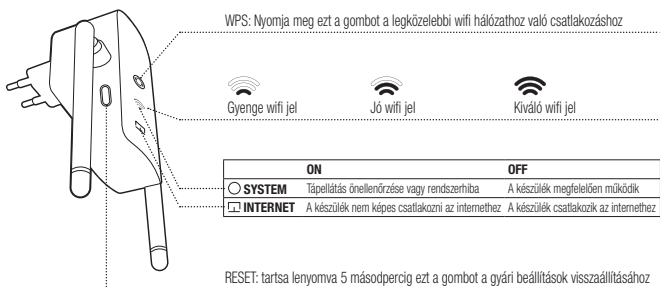 WPS: Nyomja meg ezt a gombot a legközelebbi wifi hálózathoz való csatlakozáshoz
Gyenge wifi jel Jó wifi jel Kiváló wifi jel
ON OFF
SYSTEM Tápellátás önellenőrzése vagy rendszerhiba A készülék megfelelően működik
INTERNET A készülék nem képes csatlakozni az internethez A készülék csatlakozik az internethez
RESET: tartsa lenyomva 5 másodpercig ezt a gombot a gyári beállítások visszaállításához